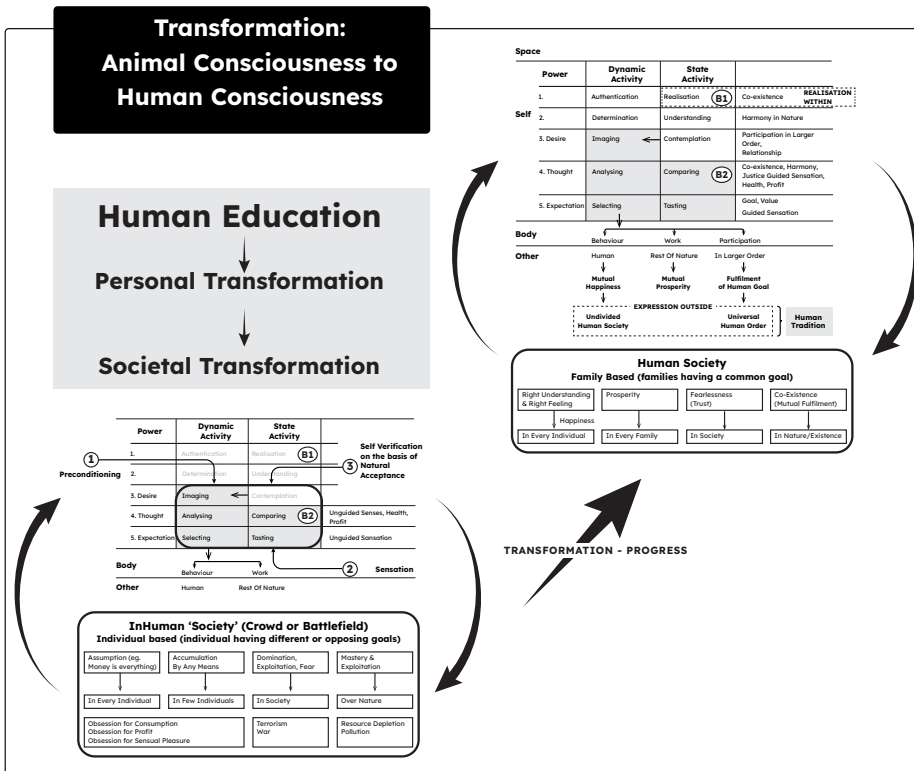 Transformation:
Animal Consciousness to
Human Consciousness
Human Education
Personal Transformation
Societal Transformation
Space
Power
Dynamic
Activity
State
Activity
1.
Authentication
Realisation
B1
Co-existence
REALISATION
WITHIN
Self
2.
Determination
Understanding
Harmony in Nature
3. Desire
Imaging
Contemplation
Participation in Larger
Order,
Relationship
4. Thought
Analysing
Comparing
B2
Co-existence, Harmony,
Justice Guided Sensation,
Health, Profit
5. Expectation
Selecting
Tasting
Goal, Value
Guided Sensation
Body
Behaviour
Work
Participation
Other
Human
Rest Of Nature
In Larger Order
Mutual
Happiness
Mutual
Prosperity
Fulfilment
of Human Goal
EXPRESSION OUTSIDE
Undivided
Human Society
Universal
Human Order
Human
Tradition
Human Society
Family Based (families having a common goal)
Right Understanding
& Right Feeling
Prosperity
Fearlessness
(Trust)
Co-Existence
(Mutual Fulfilment)
Happiness
In Every Individual
In Every Family
In Society
In Nature/Existence
Power
Dynamic
Activity
State
Activity
1
Preconditioning
1.
Authentication
Realisation
B1
2.
Determination
Understanding
3
Self Verification
on the basis of
Natural
Acceptance
3. Desire
Imaging
Contemplation
4. Thought
Analysing
Comparing
B2
Unguided Senses, Health,
Profit
5. Expectation
Selecting
Tasting
Unguided Sansation
Body
Behaviour
Work
2
Sensation
Other
Human
Rest Of Nature
TRANSFORMATION - PROGRESS
InHuman ‘Society’ (Crowd or Battlefield)
Individual based (individual having different or opposing goals)
Assumption (eg.
Money is everything)
Accumulation
By Any Means
Domination,
Exploitation, Fear
Mastery &
Exploitation
In Every Individual
In Few Individuals
In Society
Over Nature
Obsession for Consumption
Obsession for Profit
Obsession for Sensual Pleasure
Terrorism
War
Resource Depletion
Pollution